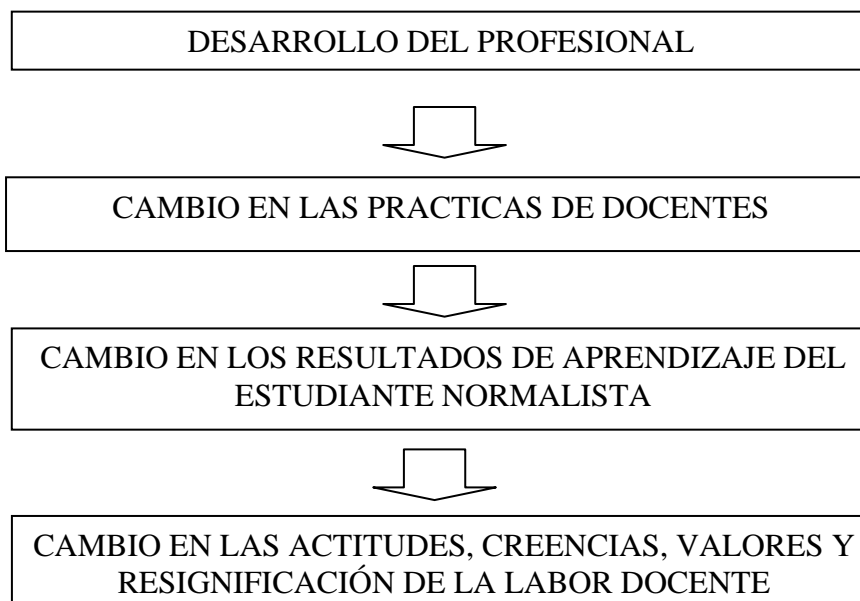 DESARROLLO DEL PROFESIONAL
CAMBIO EN LAS PRACTICAS DE DOCENTES
CAMBIO EN LOS RESULTADOS DE APRENDIZAJE DEL
ESTUDIANTE NORMALISTA
CAMBIO EN LAS ACTITUDES, CREENCIAS, VALORES Y
RESIGNIFICACIÓN DE LA LABOR DOCENTE